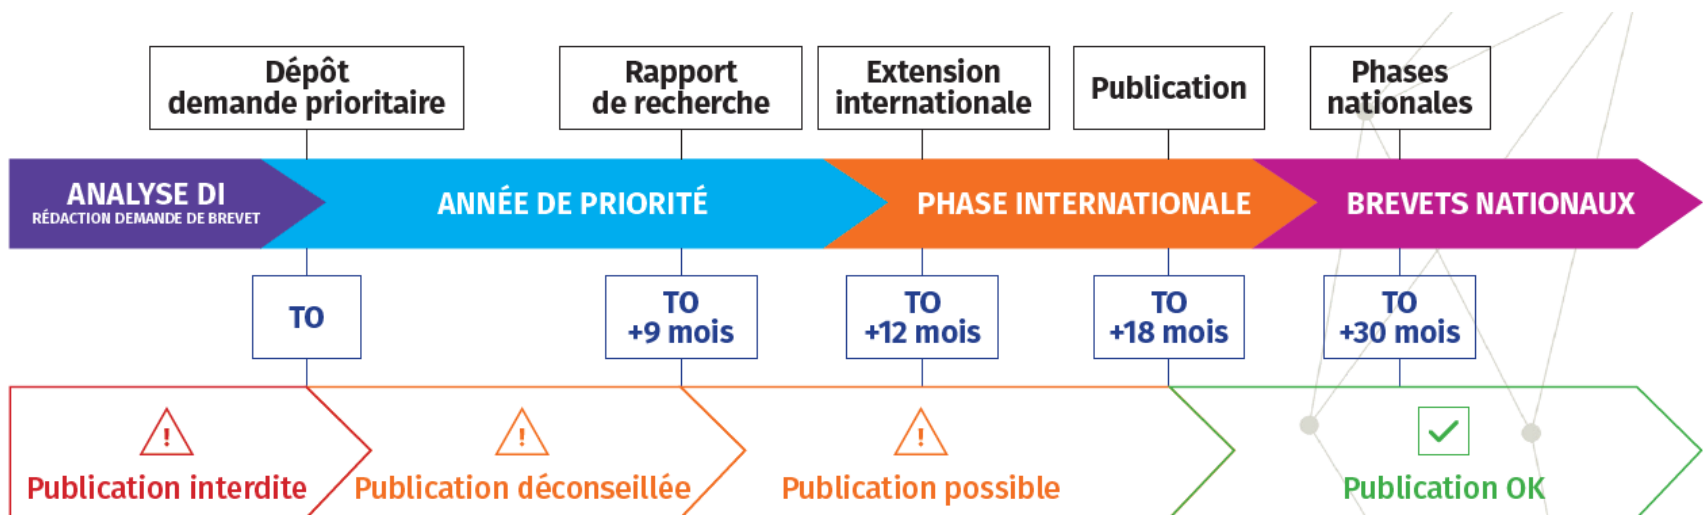 Dépôt
demande prioritaire
Rapport
de recherche
Extension
internationale
Publication
Phases
nationales
ANALYSE DI
RÉDACTION DEMANDE DE BREVET
ANNÉE DE PRIORITÉ
PHASE INTERNATIONALE
BREVETS NATIONAUX
TO
TO
+9 mois
TO
+12 mois
TO
+18 mois
TO
+30 mois
!
Publication interdite
!
Publication déconseillée
!
Publication possible
Publication OK